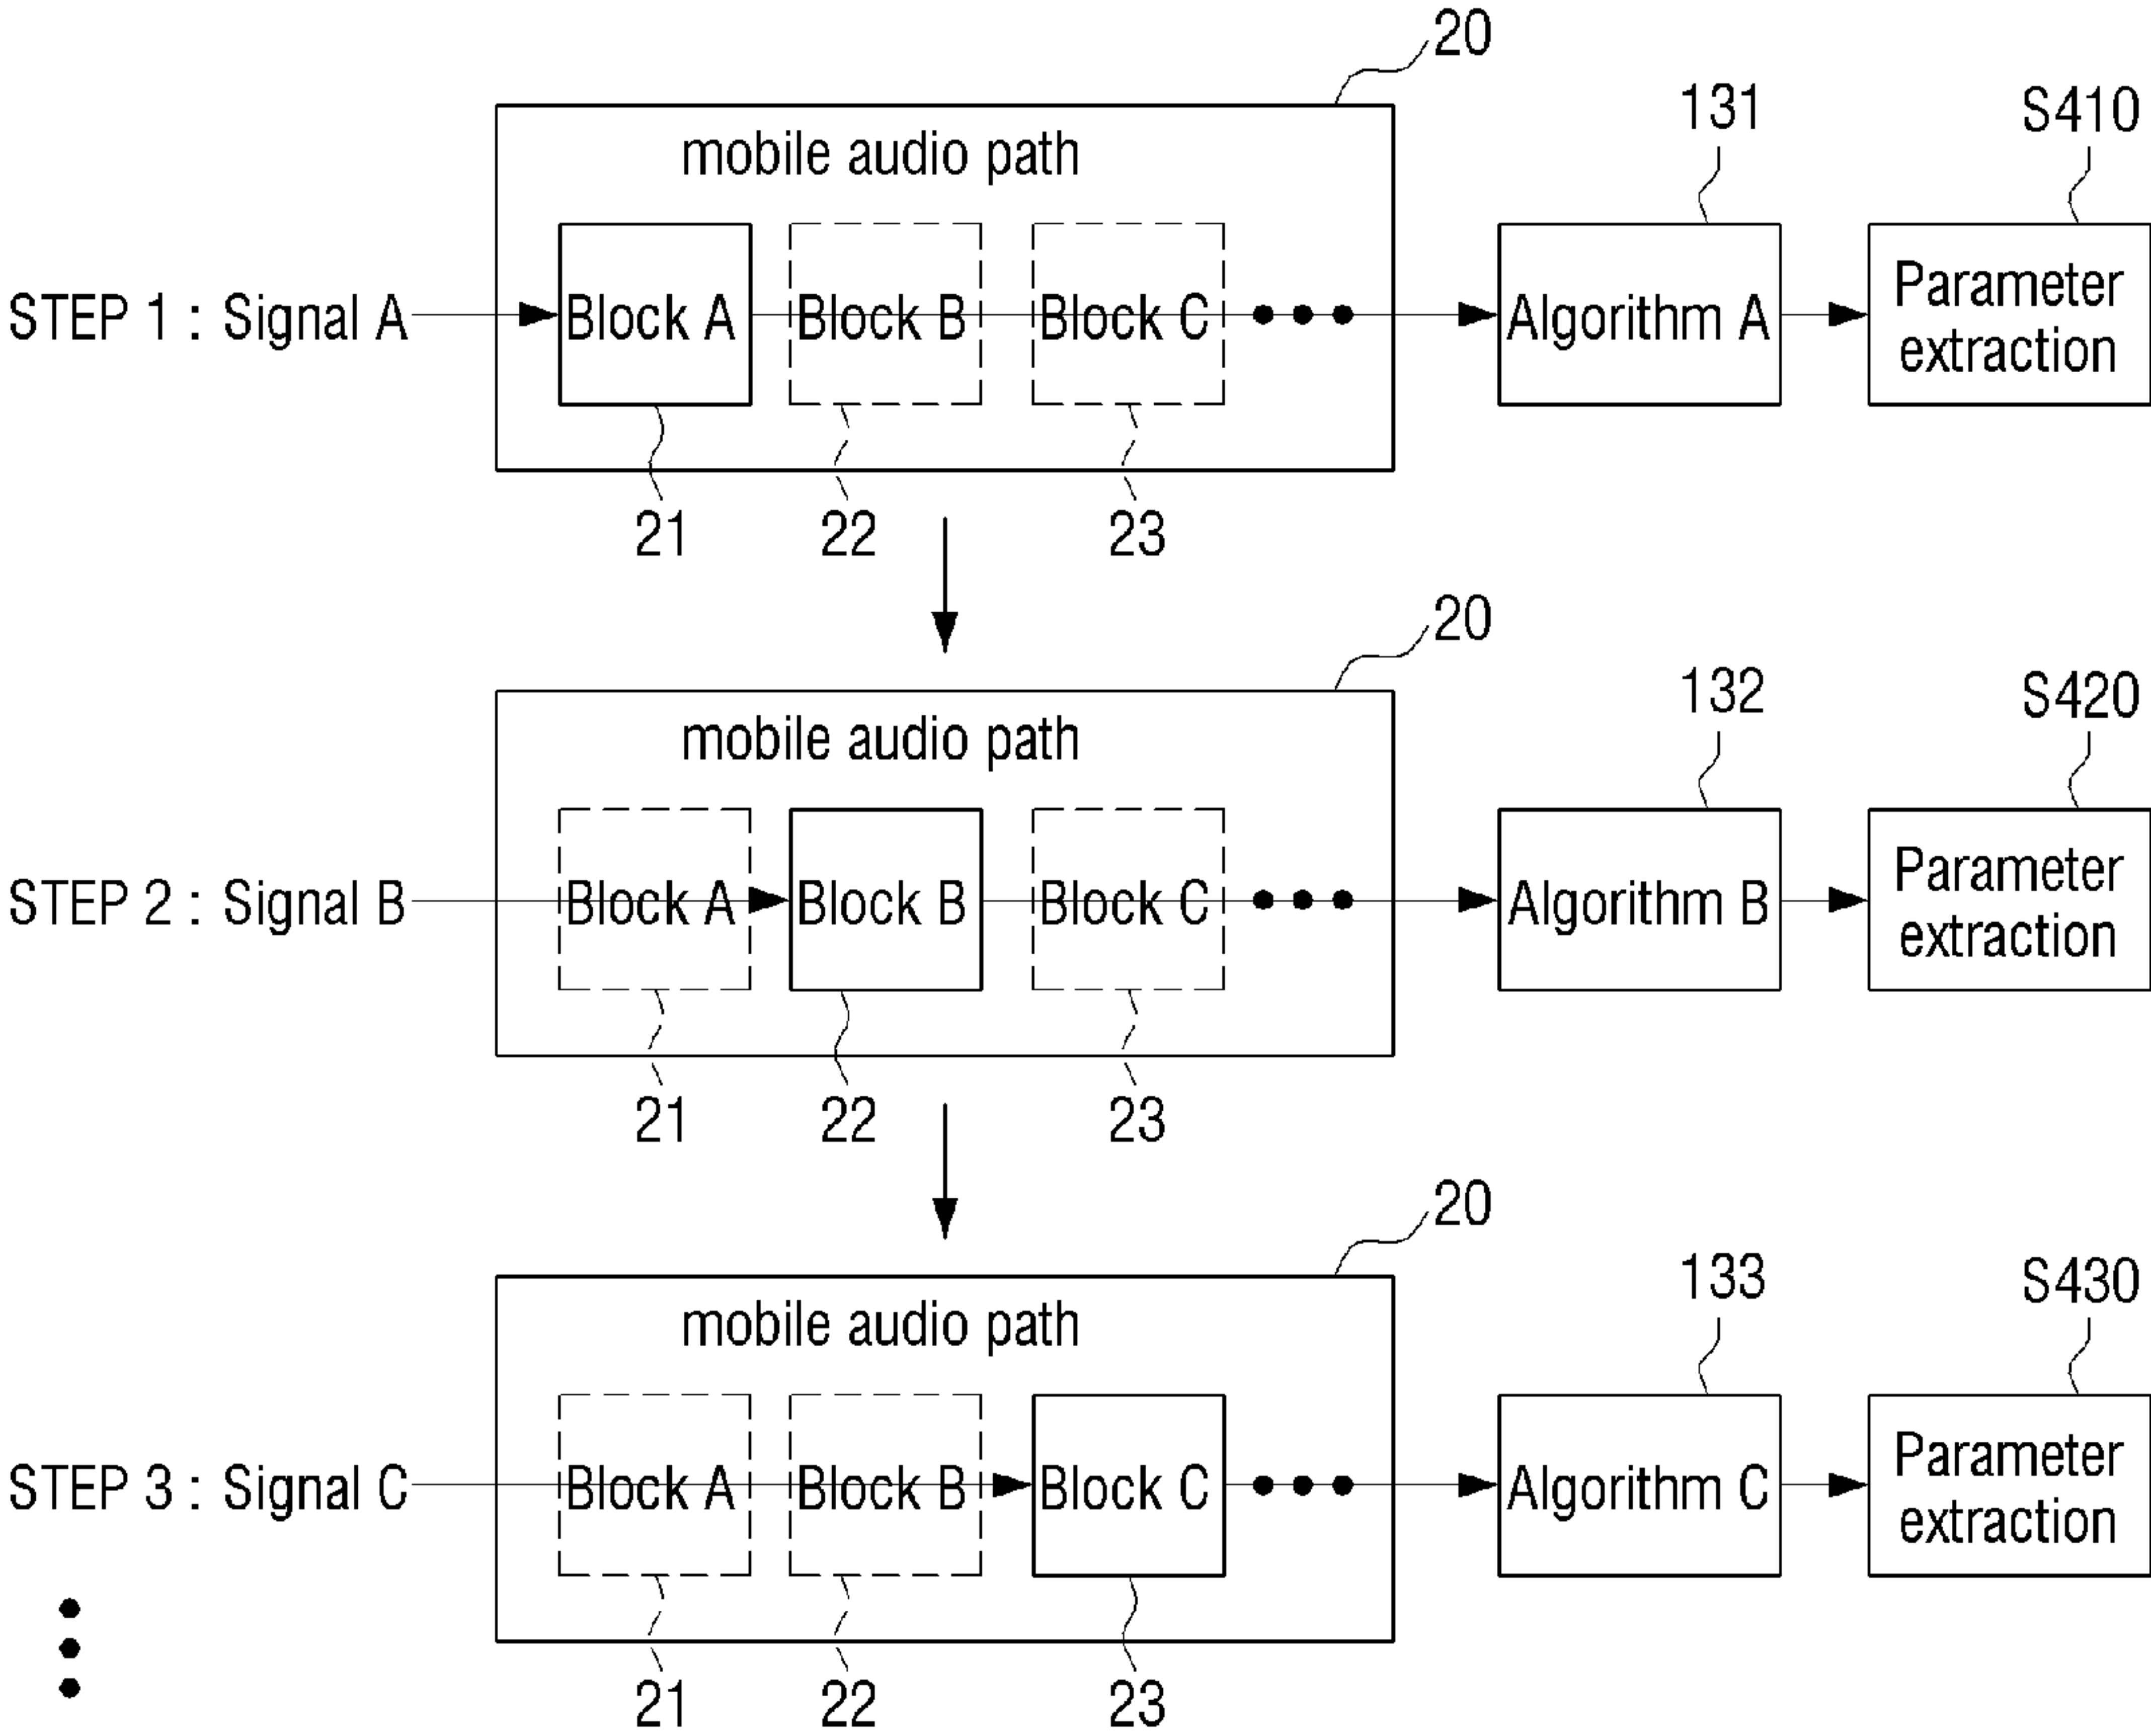 20
mobile audio path
131
S410
STEP 1 : Signal A
Block A
Block B
Block C
Algorithm A
Parameter
extraction
21
22
23
20
mobile audio path
132
S420
STEP 2 : Signal B
Block A
Block B
Block C
Algorithm B
Parameter
extraction
21
22
23
20
mobile audio path
133
S430
STEP 3 : Signal C
Block A
Block B
Block C
Algorithm C
Parameter
extraction
21
22
23